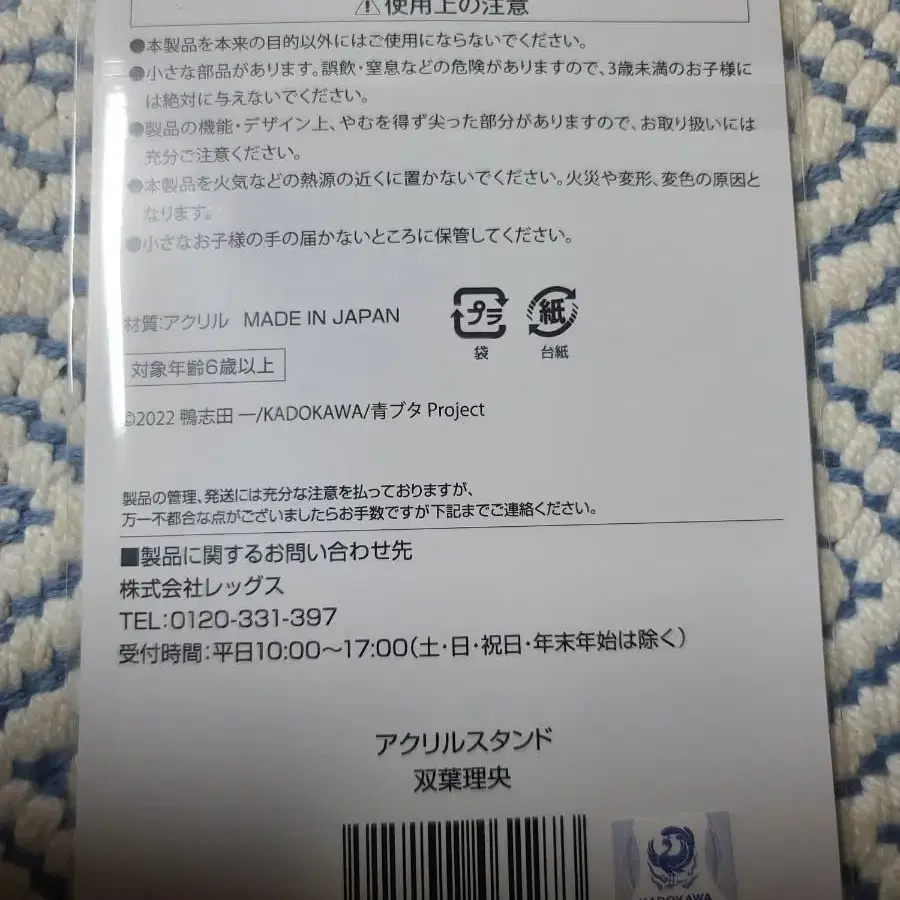 ⚠使用上の注意
●本製品を本来の目的以外にはご使用にならないでください。
●小さな部品があります。誤飲・窒息などの危険がありますので、3歳未満のお子様に
は絶対に与えないでください。
●製品の機能・デザイン上、やむを得ず尖った部分がありますので、お取り扱いには
充分ご注意ください。
●本製品を火気などの熱源の近くに置かないでください。火災や変形、変色の原因と
なります。
●小さなお子様の手の届かないところに保管してください。
材質:アクリル MADE IN JAPAN
プラ
紙
袋
台紙
対象年齢6歳以上
©2022 鴨志田 一/KADOKAWA/青ブタ Project
製品の管理、発送には充分な注意を払っておりますが、
万一不都合な点がございましたらお手数ですが下記までご連絡ください。
■製品に関するお問い合わせ先
株式会社レッグス
TEL:0120-331-397
受付時間:平日10:00〜17:00(土・日・祝日・年末年始は除く)
アクリルスタンド
双葉理央
KADOKAWA